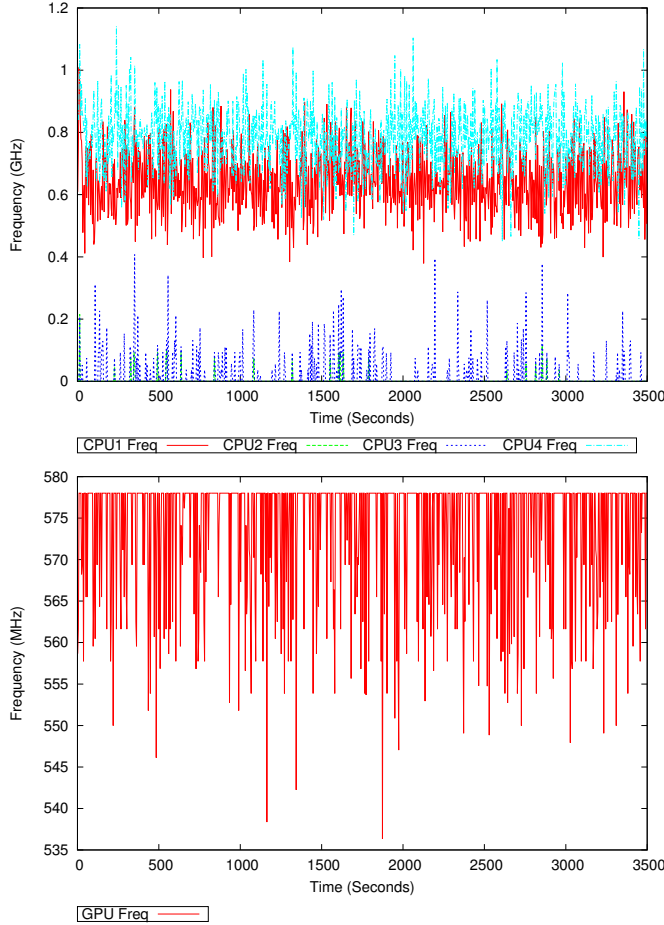 1.2
1
0.8
0.6
0.4
0.2
0
Frequency (GHz)
0 500 1000 1500 2000 2500 3000 3500
Time (Seconds)
CPU1 Freq CPU2 Freq CPU3 Freq CPU4 Freq
580
575
570
565
560
555
550
545
540
535
Frequency (MHz)
0 500 1000 1500 2000 2500 3000 3500
Time (Seconds)
GPU Freq